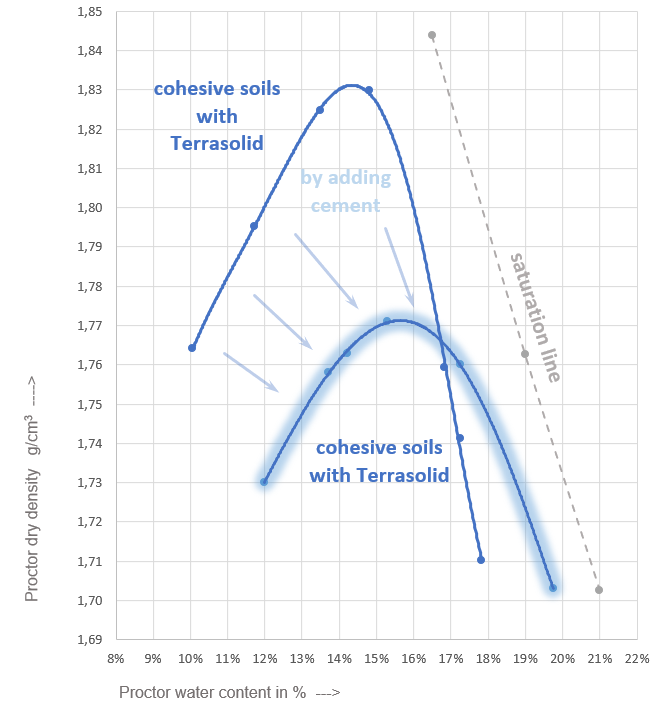 1,85
1,84
1,83
1,82
1,81
1,80
1,79
1,78
1,77
1,76
1,75
1,74
1,73
1,72
1,71
1,70
1,69
Proctor dry density g/cm³ ---->
cohesive soils
with
Terrasolid
by adding
cement
saturation line
cohesive soils
with Terrasolid
8% 9% 10% 11% 12% 13% 14% 15% 16% 17% 18% 19% 20% 21% 22%
Proctor water content in % --->